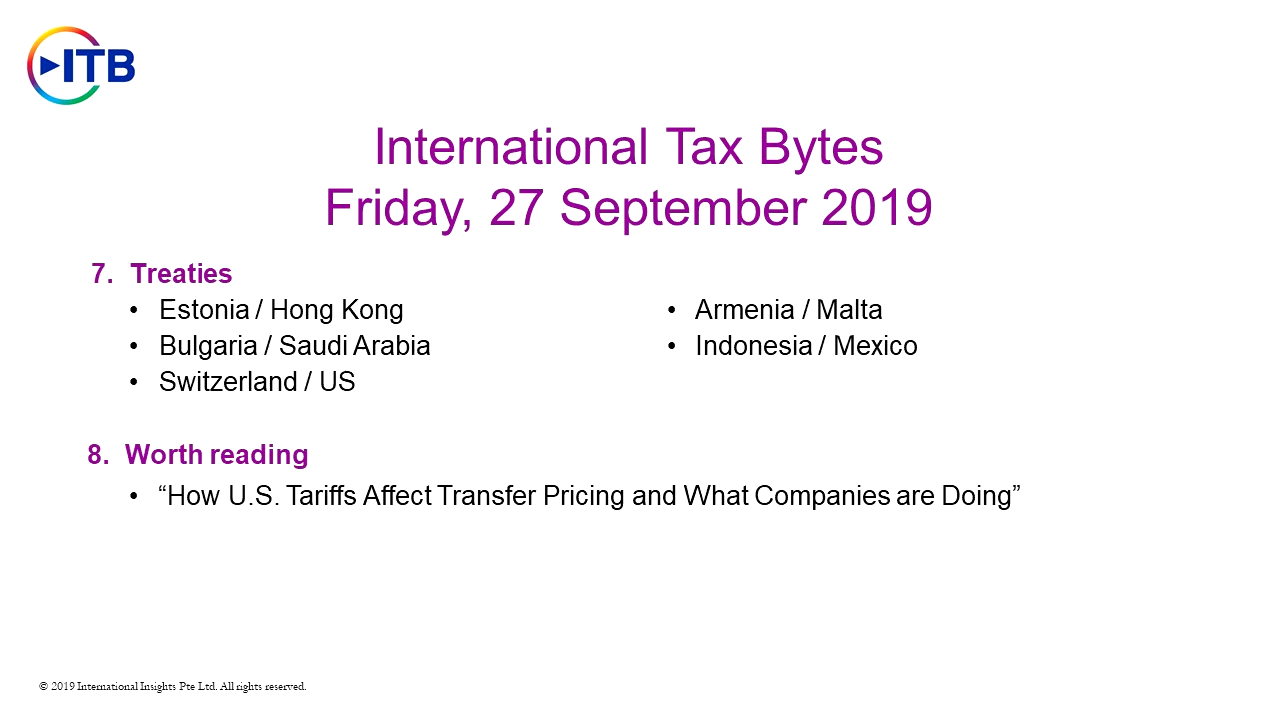 ITB
International Tax Bytes
Friday, 27 September 2019
7. Treaties
• Estonia / Hong Kong
• Bulgaria / Saudi Arabia
• Switzerland / US
• Armenia / Malta
• Indonesia / Mexico
8. Worth reading
• “How U.S. Tariffs Affect Transfer Pricing and What Companies are Doing”
© 2019 International Insights Pte Ltd. All rights reserved.